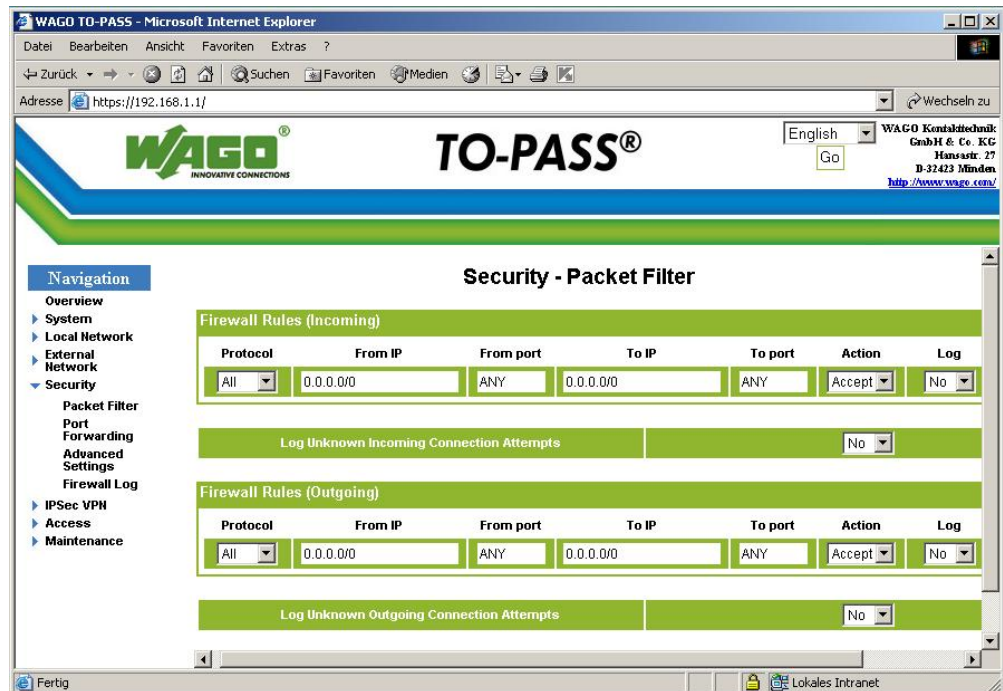 WAGO TO-PASS - Microsoft Internet Explorer
Datei Bearbeiten Ansicht Favoriten Extras ?
Zurück Suchen Favoriten Medien
Adresse https://192.168.1.1/ Wechseln zu
WAGO®
INNOVATIVE CONNECTIONS
TO-PASS®
English
Go
WAGO Kontakttechnik
GmbH & Co. KG
Hansastr. 27
D-32423 Minden
http://www.wago.com/
Navigation
Overview
System
Local Network
External
Network
Security
Packet Filter
Port
Forwarding
Advanced
Settings
Firewall Log
IPSec VPN
Access
Maintenance
Security - Packet Filter
Firewall Rules (Incoming)
Protocol From IP From port To IP To port Action Log
All 0.0.0.0/0 ANY 0.0.0.0/0 ANY Accept No
Log Unknown Incoming Connection Attempts No
Firewall Rules (Outgoing)
Protocol From IP From port To IP To port Action Log
All 0.0.0.0/0 ANY 0.0.0.0/0 ANY Accept No
Log Unknown Outgoing Connection Attempts No
Fertig Lokales Intranet